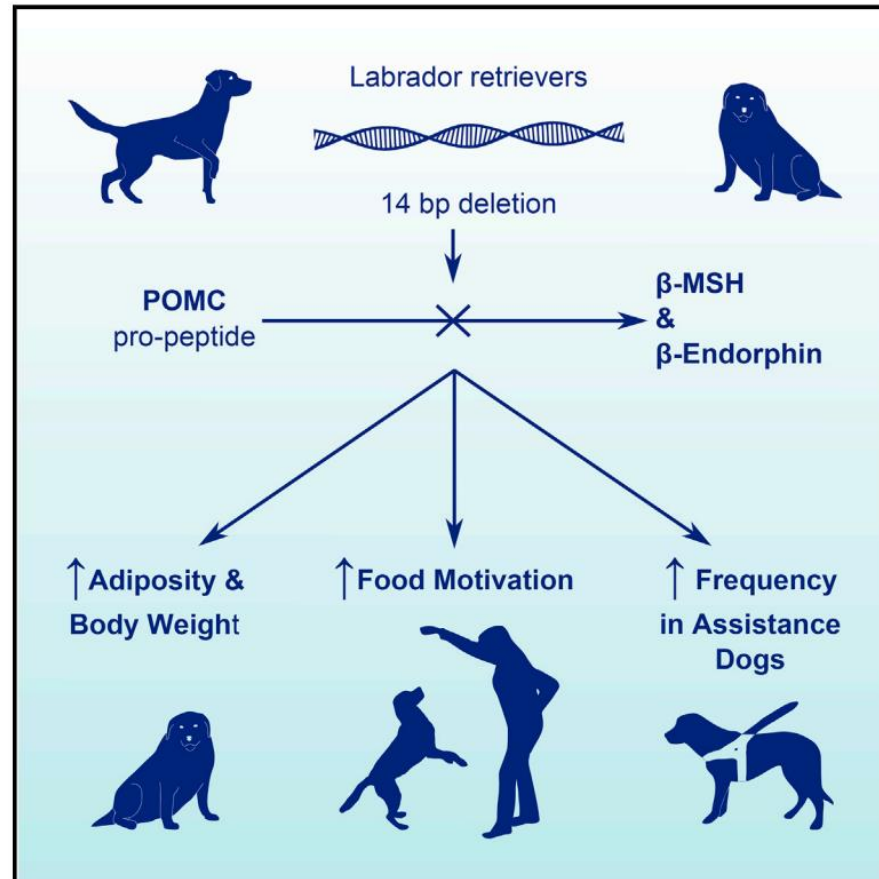 Labrador retrievers
14 bp deletion
POMC
pro-peptide
β-MSH
&
β-Endorphin
↑Adiposity &
Body Weight
↑Food Motivation
↑ Frequency
in Assistance
Dogs